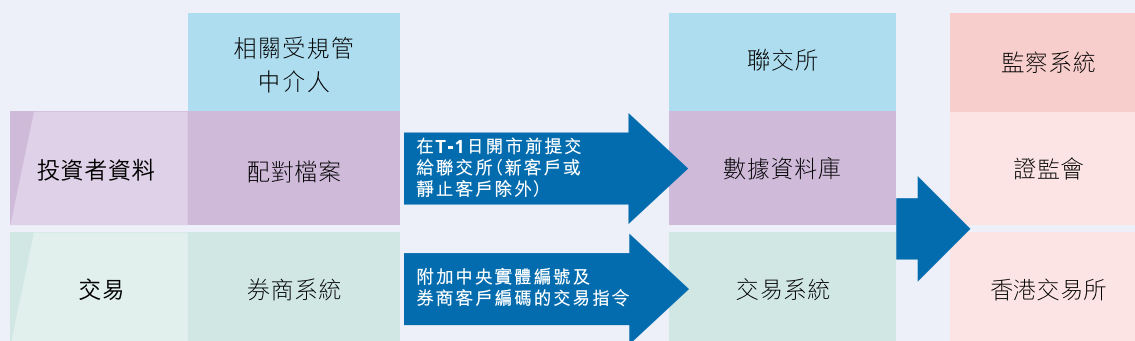 相關受規管
中介人
聯交所
監察系統
投資者資料
配對檔案
在T-1日開市前提交
給聯交所(新客戶或
靜止客戶除外)
數據資料庫
證監會
交易
券商系統
附加中央實體編號及
券商客戶編碼的交易指令
交易系統
香港交易所